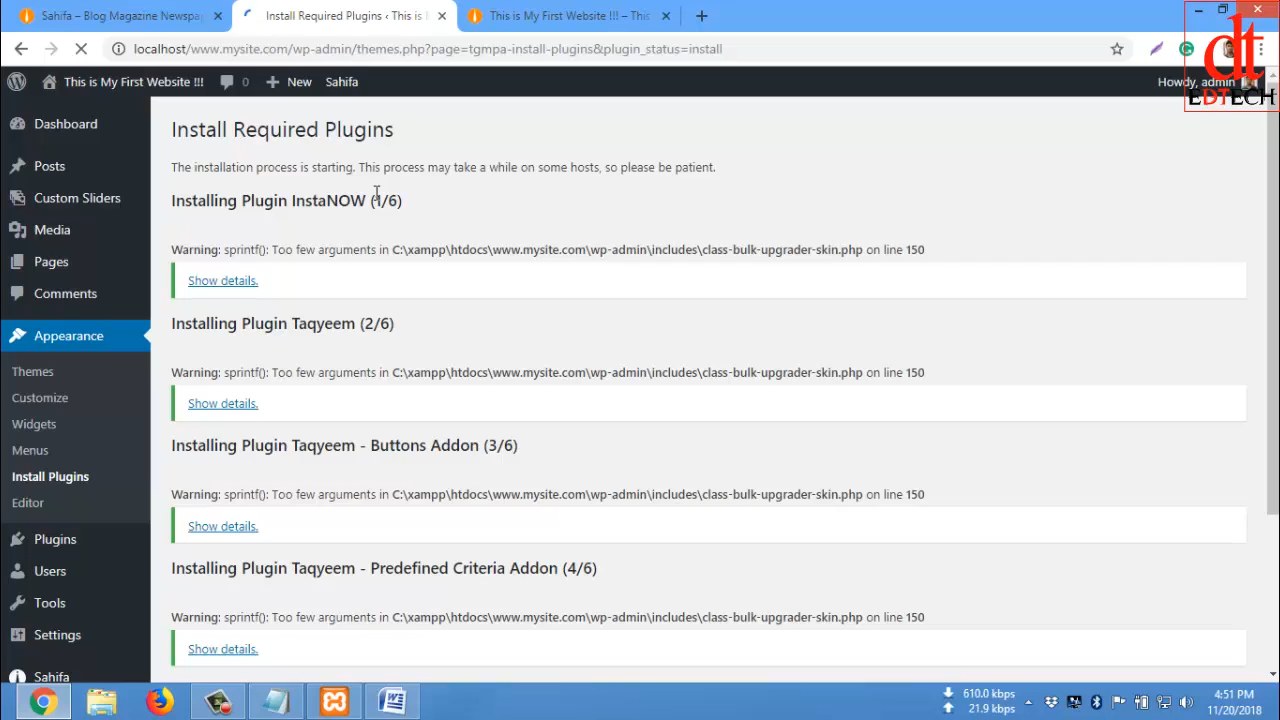 Sahifa – Blog Magazine Newspap
Install Required Plugins ‹ This is I
This is My First Website !!! – This
localhost/www.mysite.com/wp-admin/themes.php?page=tgmpa-install-plugins&plugin_status=install
dt
EDTECH
This is My First Website !!!
0
New
Sahifa
Howdy, admin
Dashboard
Posts
Custom Sliders
Media
Pages
Comments
Appearance
Themes
Customize
Widgets
Menus
Install Plugins
Editor
Plugins
Users
Tools
Settings
Sahifa
Install Required Plugins
The installation process is starting. This process may take a while on some hosts, so please be patient.
Installing Plugin InstaNOW (1/6)
Warning: sprintf(): Too few arguments in C:\xampp\htdocs\www.mysite.com\wp-admin\includes\class-bulk-upgrader-skin.php on line 150
Show details.
Installing Plugin Taqyeem (2/6)
Warning: sprintf(): Too few arguments in C:\xampp\htdocs\www.mysite.com\wp-admin\includes\class-bulk-upgrader-skin.php on line 150
Show details.
Installing Plugin Taqyeem - Buttons Addon (3/6)
Warning: sprintf(): Too few arguments in C:\xampp\htdocs\www.mysite.com\wp-admin\includes\class-bulk-upgrader-skin.php on line 150
Show details.
Installing Plugin Taqyeem - Predefined Criteria Addon (4/6)
Warning: sprintf(): Too few arguments in C:\xampp\htdocs\www.mysite.com\wp-admin\includes\class-bulk-upgrader-skin.php on line 150
Show details.
610.0 kbps
21.9 kbps
4:51 PM
11/20/2018